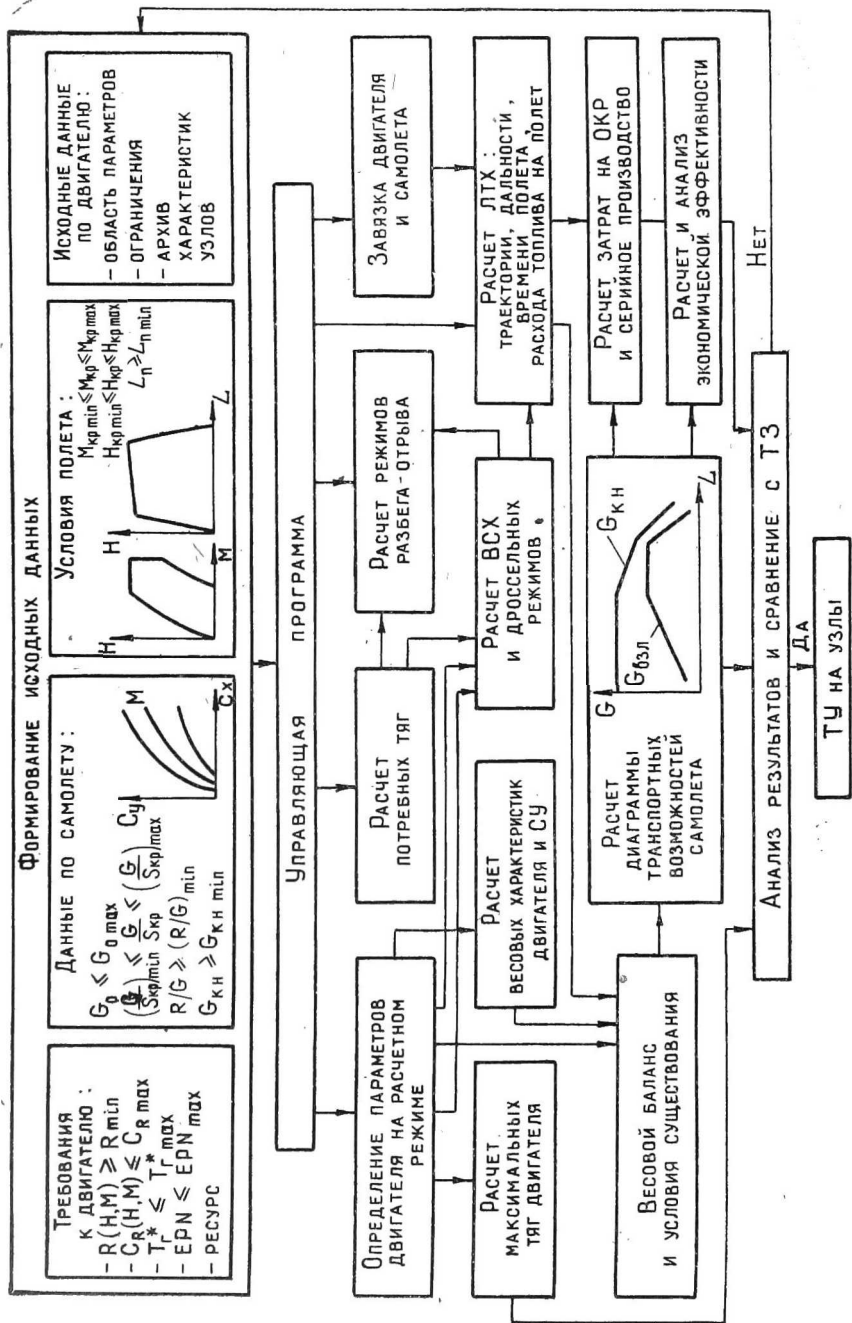 Формирование исходных данных
Требования
к двигателю :
- R(H,M) ⩾ R min
- C_R(H,M) ⩽ C_R max
- T_г* ⩽ T_г* max
- EPN ⩽ EPN max
- ресурс
Данные по самолету :
G_0 ⩽ G_0 max
(G/S_кр)min ⩽ G/S_кр ⩽ (G/S_кр)max
R/G ⩾ (R/G)min
G_кн ⩾ G_кн min
Cy
M
Cx
Условия полета :
M_кр min ⩽ M_кр ⩽ M_кр max
H_кр min ⩽ H_кр ⩽ H_кр max
L_п ⩾ L_п min
H
M
H
L
Исходные данные
по двигателю :
- область параметров
- ограничения
- архив
характеристик
узлов
Управляющая программа
Определение параметров
двигателя на расчетном
режиме
Расчет
потребных тяг
Расчет режимов
разбега-отрыва
Завязка двигателя
и самолета
Расчет
максимальных
тяг двигателя
Расчет
весовых характеристик
двигателя и СУ
Расчет ВСХ
и дроссельных
режимов
Расчет ЛТХ :
траектории, дальности,
времени полета,
расхода топлива на полет
Весовой баланс
и условия существования
Расчет
диаграммы
транспортных
возможностей
самолета
G
G_кн
G_взл
L
Расчет затрат на ОКР
и серийное производство
Расчет и анализ
экономической эффективности
Анализ результатов и сравнение с ТЗ
Нет
Да
ТУ на узлы